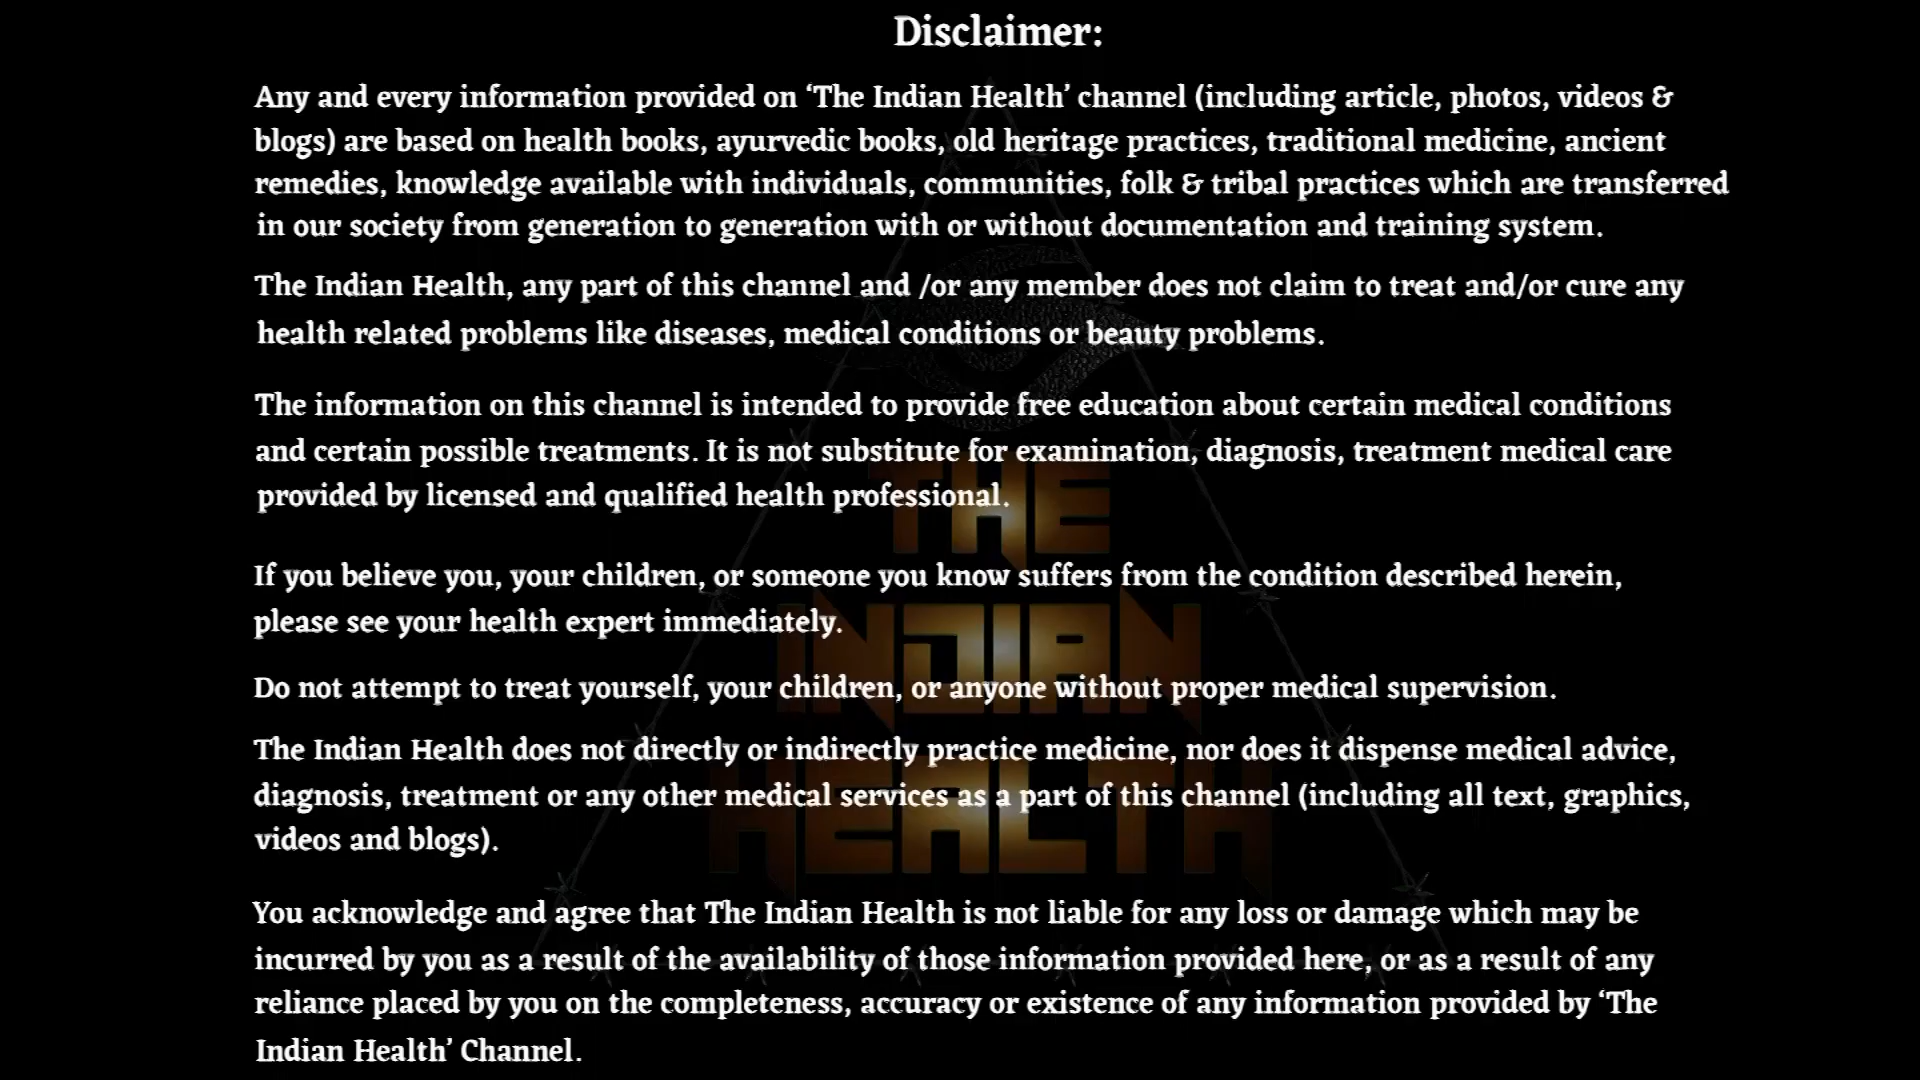 Disclaimer:
Any and every information provided on ‘The Indian Health’ channel (including article, photos, videos &
blogs) are based on health books, ayurvedic books, old heritage practices, traditional medicine, ancient
remedies, knowledge available with individuals, communities, folk & tribal practices which are transferred
in our society from generation to generation with or without documentation and training system.
The Indian Health, any part of this channel and /or any member does not claim to treat and/or cure any
health related problems like diseases, medical conditions or beauty problems.
The information on this channel is intended to provide free education about certain medical conditions
and certain possible treatments. It is not substitute for examination, diagnosis, treatment medical care
provided by licensed and qualified health professional.
If you believe you, your children, or someone you know suffers from the condition described herein,
please see your health expert immediately.
Do not attempt to treat yourself, your children, or anyone without proper medical supervision.
The Indian Health does not directly or indirectly practice medicine, nor does it dispense medical advice,
diagnosis, treatment or any other medical services as a part of this channel (including all text, graphics,
videos and blogs).
You acknowledge and agree that The Indian Health is not liable for any loss or damage which may be
incurred by you as a result of the availability of those information provided here, or as a result of any
reliance placed by you on the completeness, accuracy or existence of any information provided by ‘The
Indian Health’ Channel.
THE
INDIAN
HEALTH